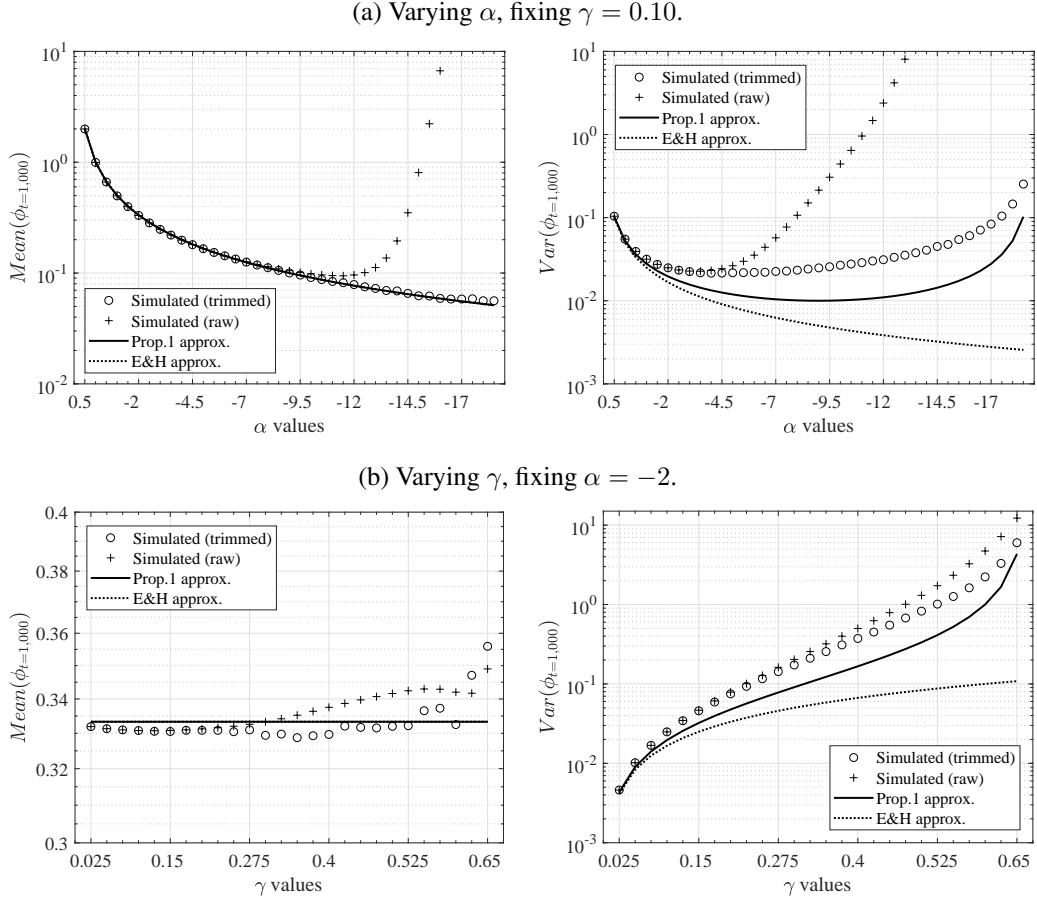 (a) Varying α, fixing γ = 0.10.
Mean(ϕt=1,000)
10^1
10^0
10^-1
10^-2
Simulated (trimmed)
Simulated (raw)
Prop.1 approx.
E&H approx.
0.5 -2 -4.5 -7 -9.5 -12 -14.5 -17
α values
Var(ϕt=1,000)
10^1
10^0
10^-1
10^-2
10^-3
Simulated (trimmed)
Simulated (raw)
Prop.1 approx.
E&H approx.
0.5 -2 -4.5 -7 -9.5 -12 -14.5 -17
α values
(b) Varying γ, fixing α = −2.
Mean(ϕt=1,000)
0.4
0.38
0.36
0.34
0.32
0.3
Simulated (trimmed)
Simulated (raw)
Prop.1 approx.
E&H approx.
0.025 0.15 0.275 0.4 0.525 0.65
γ values
Var(ϕt=1,000)
10^1
10^0
10^-1
10^-2
10^-3
Simulated (trimmed)
Simulated (raw)
Prop.1 approx.
E&H approx.
0.025 0.15 0.275 0.4 0.525 0.65
γ values